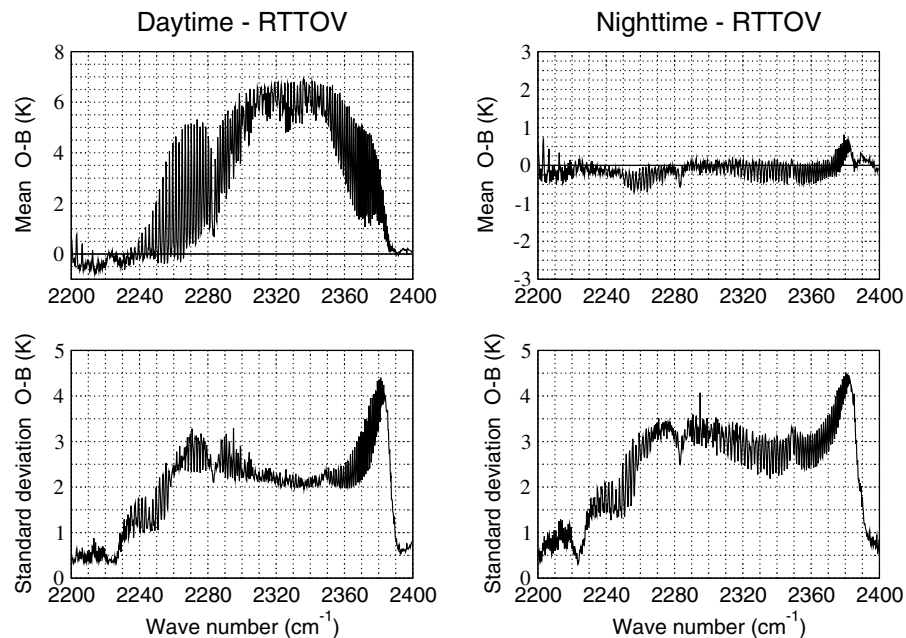 Daytime - RTTOV
Nighttime - RTTOV
Mean O-B (K)
8
6
4
2
0
2200 2240 2280 2320 2360 2400
Mean O-B (K)
3
2
1
0
-1
-2
-3
2200 2240 2280 2320 2360 2400
Standard deviation O-B (K)
5
4
3
2
1
0
2200 2240 2280 2320 2360 2400
Wave number (cm⁻¹)
Standard deviation O-B (K)
5
4
3
2
1
0
2200 2240 2280 2320 2360 2400
Wave number (cm⁻¹)